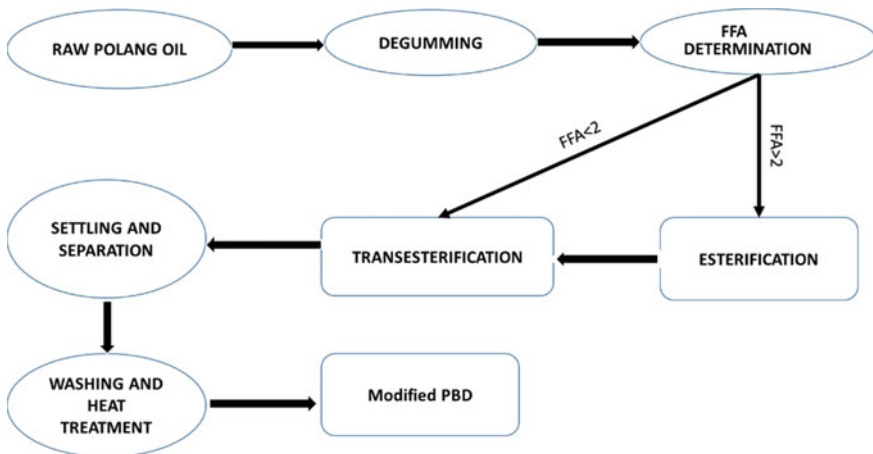 RAW POLANG OIL
DEGUMMING
FFA
DETERMINATION
FFA<2
FFA>2
SETTLING AND
SEPARATION
TRANSESTERIFICATION
ESTERIFICATION
WASHING AND
HEAT
TREATMENT
Modified PBD